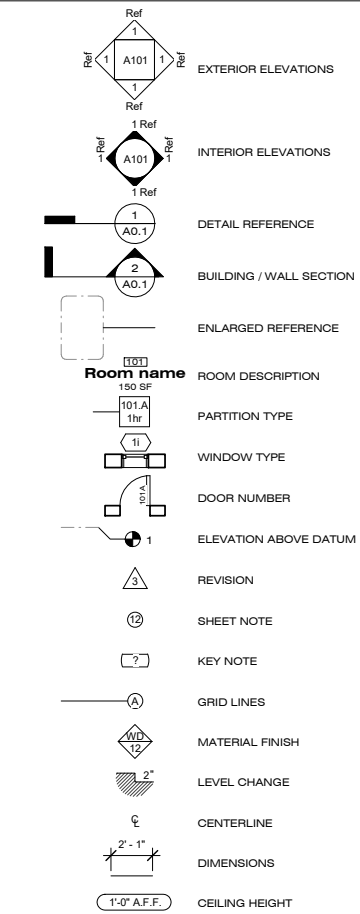 Ref
1
Ref 1 A101 1 Ref
1
Ref
EXTERIOR ELEVATIONS
1 Ref
1 Ref A101 1 Ref
1 Ref
INTERIOR ELEVATIONS
1
A0.1
DETAIL REFERENCE
2
A0.1
BUILDING / WALL SECTION
ENLARGED REFERENCE
101
Room name
150 SF
ROOM DESCRIPTION
101.A
1hr
PARTITION TYPE
1i
WINDOW TYPE
101A
DOOR NUMBER
1
ELEVATION ABOVE DATUM
3
REVISION
12
SHEET NOTE
?
KEY NOTE
A
GRID LINES
WD
12
MATERIAL FINISH
2"
LEVEL CHANGE
℄
CENTERLINE
2' - 1"
DIMENSIONS
1'-0" A.F.F.
CEILING HEIGHT